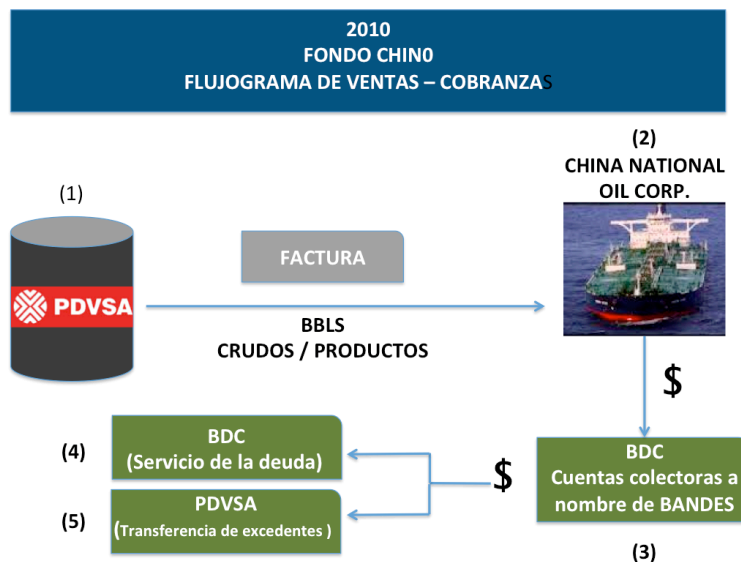 2010
FONDO CHIN0
FLUJOGRAMA DE VENTAS – COBRANZAS
(2)
CHINA NATIONAL
OIL CORP.
(1)
FACTURA
PDVSA
BBLS
CRUDOS / PRODUCTOS
$
(4)
BDC
(Servicio de la deuda)
$
BDC
Cuentas colectoras a
nombre de BANDES
(5)
PDVSA
(Transferencia de excedentes )
(3)